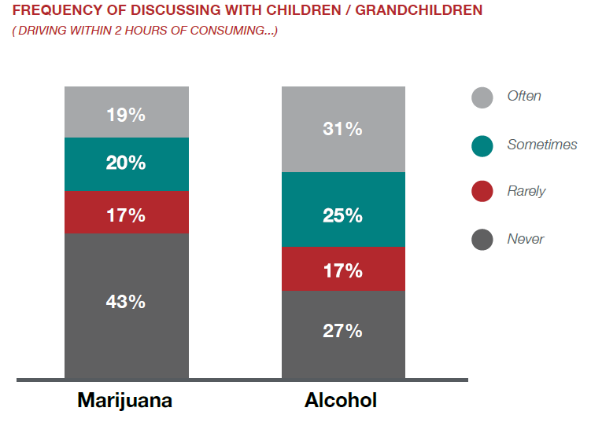 FREQUENCY OF DISCUSSING WITH CHILDREN / GRANDCHILDREN
( DRIVING WITHIN 2 HOURS OF CONSUMING...)
19%
20%
17%
43%
31%
25%
17%
27%
Often
Sometimes
Rarely
Never
Marijuana
Alcohol